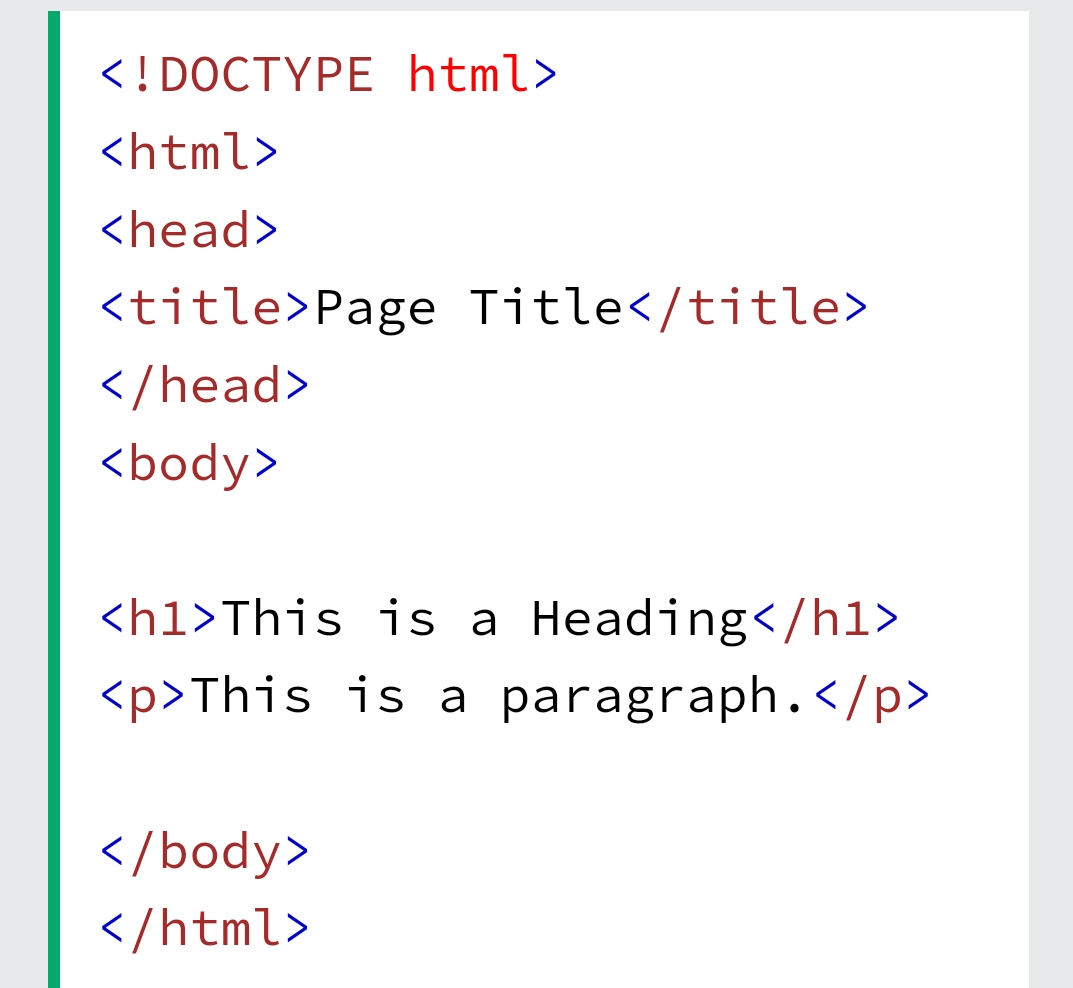 <!DOCTYPE html>
<html>
<head>
<title>Page Title</title>
</head>
<body>
<h1>This is a Heading</h1>
<p>This is a paragraph.</p>
</body>
</html>